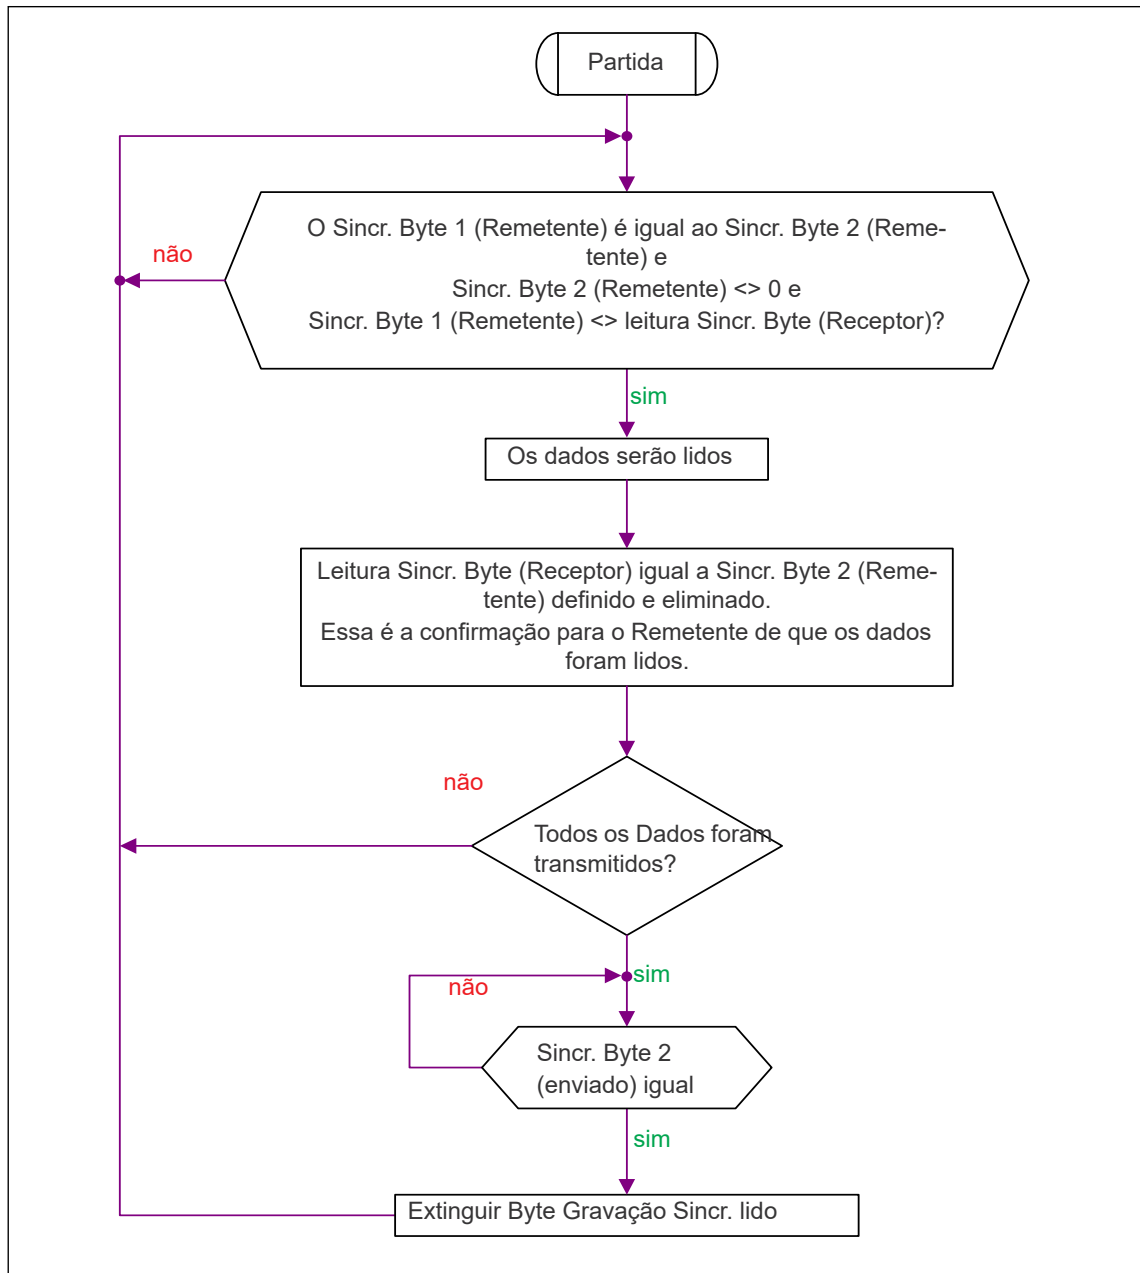 Partida
não
O Sincr. Byte 1 (Remetente) é igual ao Sincr. Byte 2 (Reme-
tente) e
Sincr. Byte 2 (Remetente) <> 0 e
Sincr. Byte 1 (Remetente) <> leitura Sincr. Byte (Receptor)?
sim
Os dados serão lidos
Leitura Sincr. Byte (Receptor) igual a Sincr. Byte 2 (Reme-
tente) definido e eliminado.
Essa é a confirmação para o Remetente de que os dados
foram lidos.
não
Todos os Dados foram
transmitidos?
sim
não
Sincr. Byte 2
(enviado) igual
sim
Extinguir Byte Gravação Sincr. lido